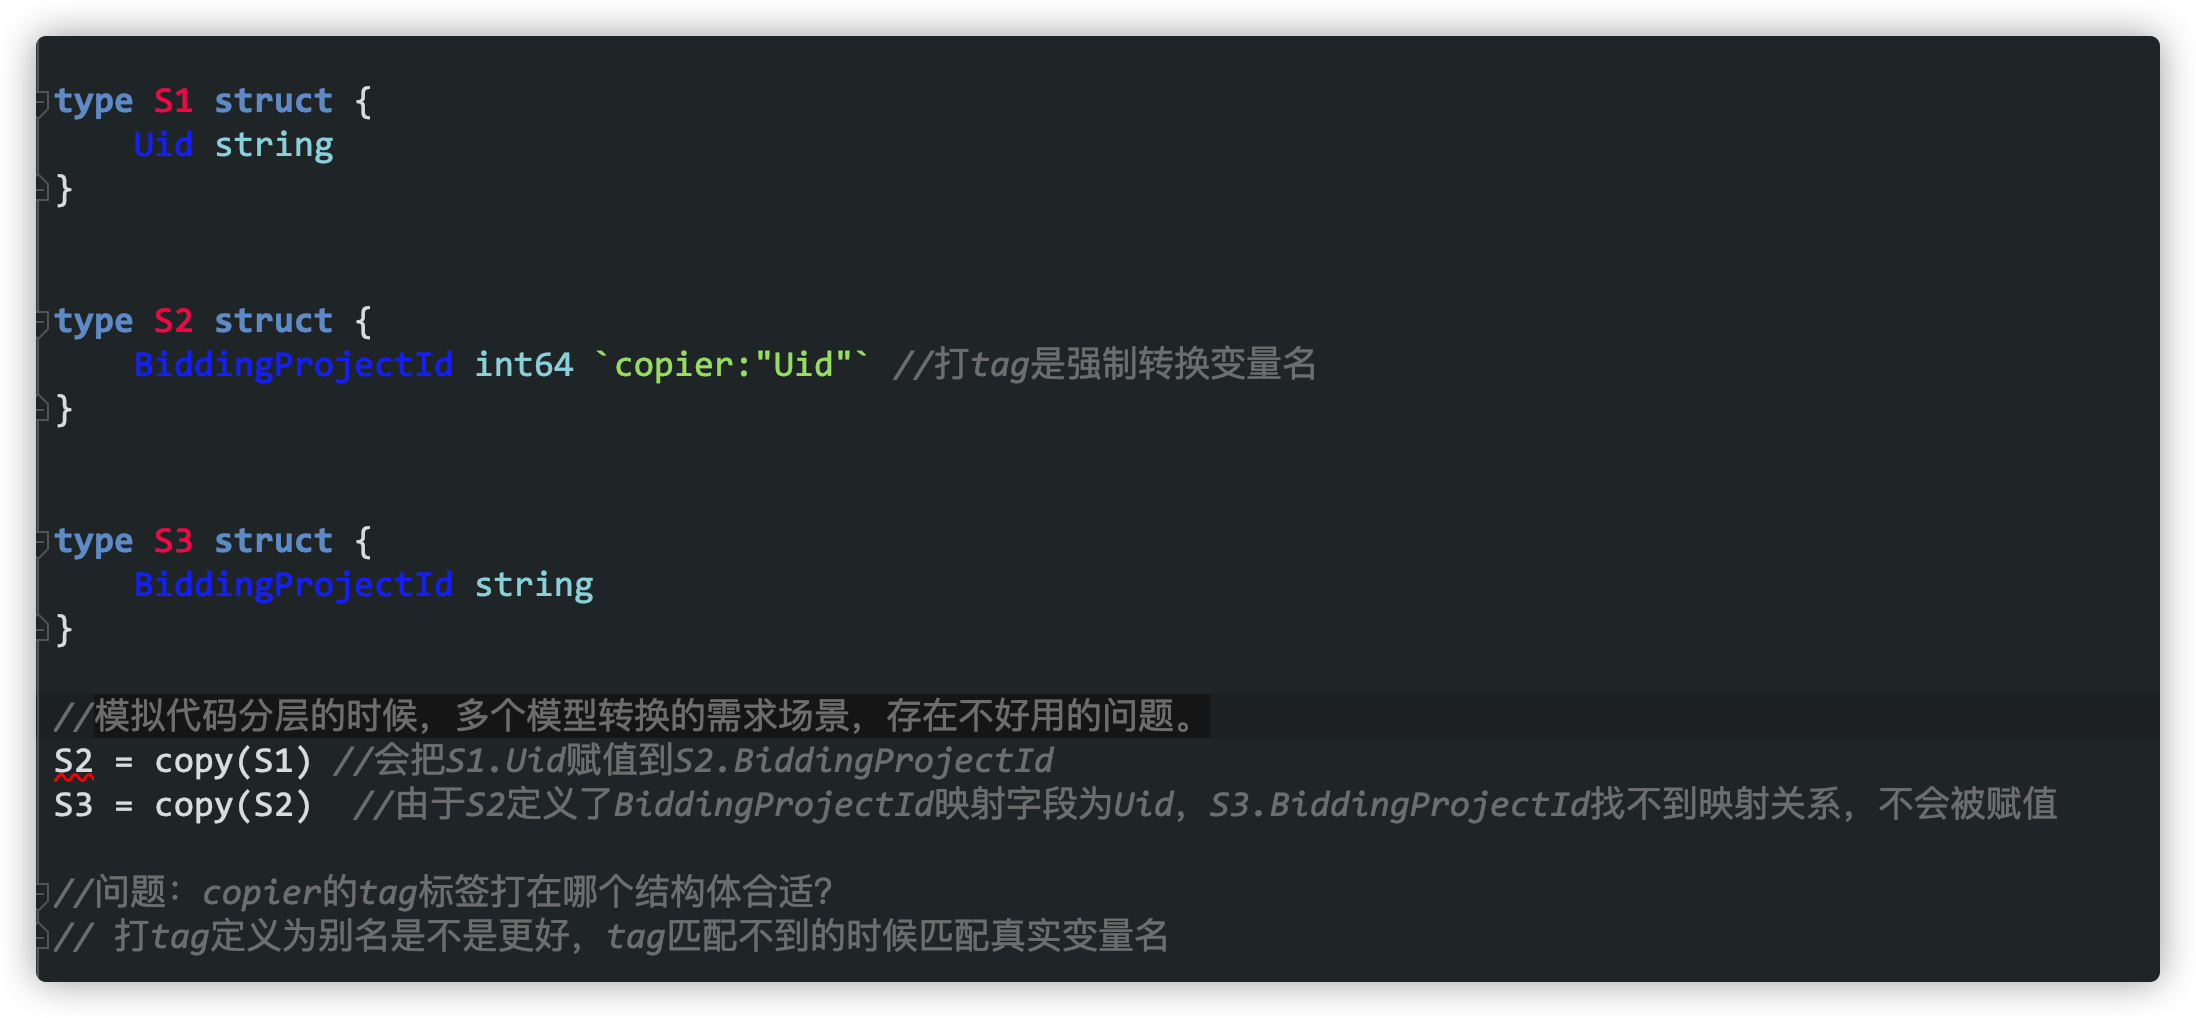 type S1 struct {
    Uid string
}
type S2 struct {
    BiddingProjectId int64 `copier:"Uid"` //打tag是强制转换变量名
}
type S3 struct {
    BiddingProjectId string
}
//模拟代码分层的时候，多个模型转换的需求场景，存在不好用的问题。
S2 = copy(S1) //会把S1.Uid赋值到S2.BiddingProjectId
S3 = copy(S2)  //由于S2定义了BiddingProjectId映射字段为Uid，S3.BiddingProjectId找不到映射关系，不会被赋值
//问题：copier的tag标签打在哪个结构体合适？
// 打tag定义为别名是不是更好，tag匹配不到的时候匹配真实变量名